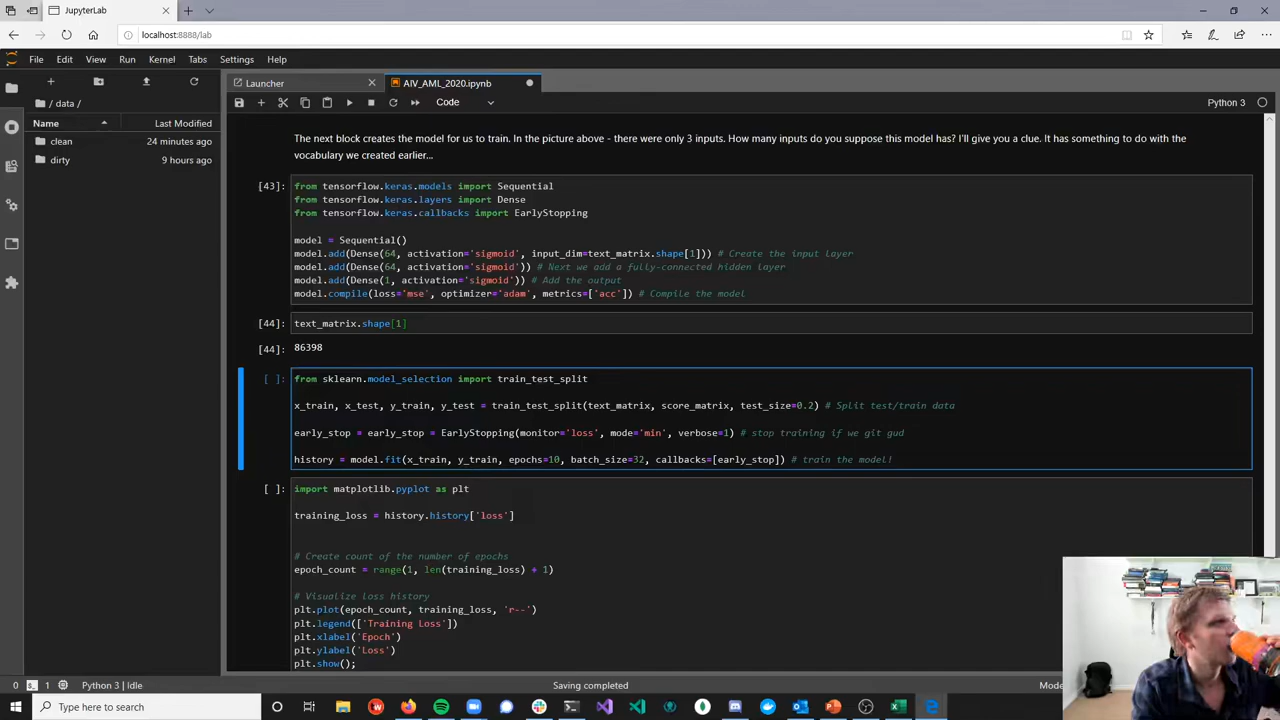 JupyterLab
localhost:8888/lab
File Edit View Run Kernel Tabs Settings Help
Launcher
AIV_AML_2020.ipynb
/ data /
Code
Python 3
Name Last Modified
clean 24 minutes ago
dirty 9 hours ago
The next block creates the model for us to train. In the picture above - there were only 3 inputs. How many inputs do you suppose this model has? I'll give you a clue. It has something to do with the
vocabulary we created earlier...
[43]: from tensorflow.keras.models import Sequential
from tensorflow.keras.layers import Dense
from tensorflow.keras.callbacks import EarlyStopping
model = Sequential()
model.add(Dense(64, activation='sigmoid', input_dim=text_matrix.shape[1])) # Create the input layer
model.add(Dense(64, activation='sigmoid')) # Next we add a fully-connected hidden layer
model.add(Dense(1, activation='sigmoid')) # Add the output
model.compile(loss='mse', optimizer='adam', metrics=['acc']) # Compile the model
[44]: text_matrix.shape[1]
[44]: 86398
[ ]: from sklearn.model_selection import train_test_split
x_train, x_test, y_train, y_test = train_test_split(text_matrix, score_matrix, test_size=0.2) # Split test/train data
early_stop = early_stop = EarlyStopping(monitor='loss', mode='min', verbose=1) # stop training if we git gud
history = model.fit(x_train, y_train, epochs=10, batch_size=32, callbacks=[early_stop]) # train the model!
[ ]: import matplotlib.pyplot as plt
training_loss = history.history['loss']
# Create count of the number of epochs
epoch_count = range(1, len(training_loss) + 1)
# Visualize loss history
plt.plot(epoch_count, training_loss, 'r--')
plt.legend(['Training Loss'])
plt.xlabel('Epoch')
plt.ylabel('Loss')
plt.show();
0 1 Python 3 | Idle
Saving completed
Mode
Type here to search